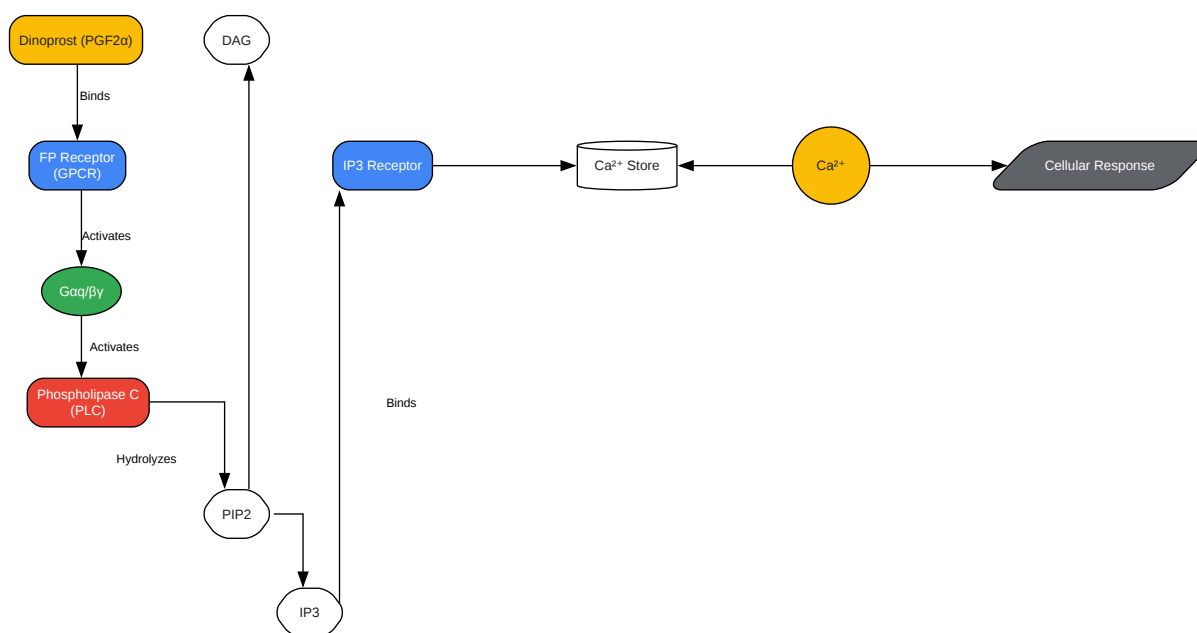 Dinoprost (PGF2α)
DAG
Binds
FP Receptor
(GPCR)
IP3 Receptor
Ca²⁺ Store
Ca²⁺
Cellular Response
Activates
Gαq/βγ
Activates
Phospholipase C
(PLC)
Binds
Hydrolyzes
PIP2
IP3